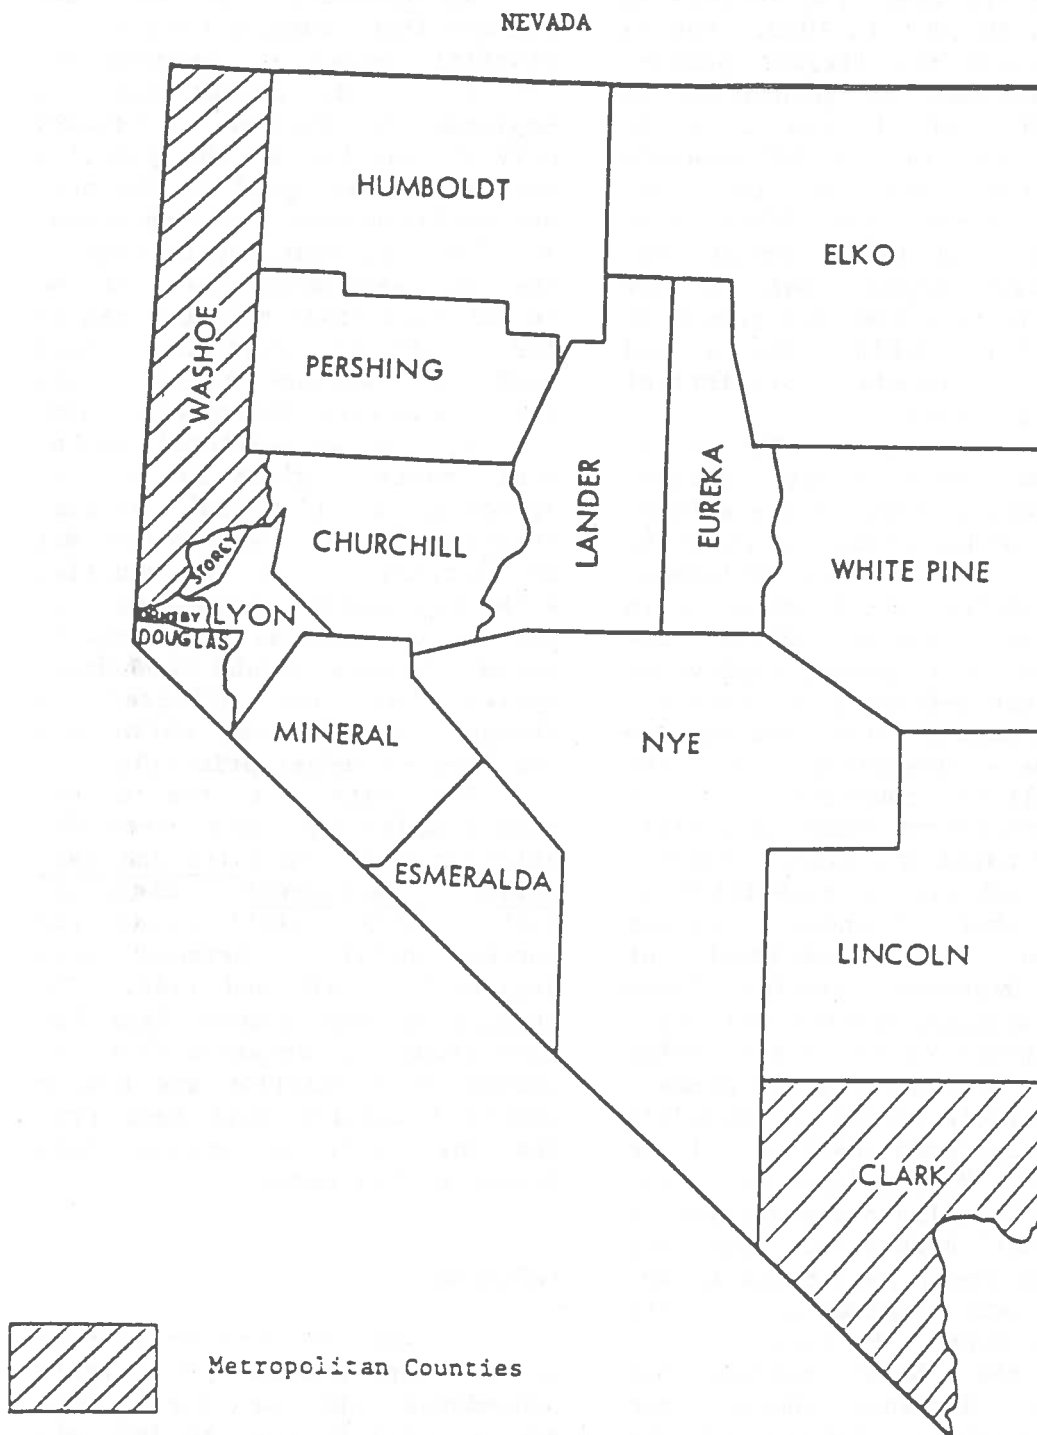 NEVADA
HUMBOLDT
ELKO
WASHOE
PERSHING
LANDER
EUREKA
CHURCHILL
STOREY
WHITE PINE
ORMSBY
LYON
DOUGLAS
MINERAL
NYE
ESMERALDA
LINCOLN
CLARK
Metropolitan Counties